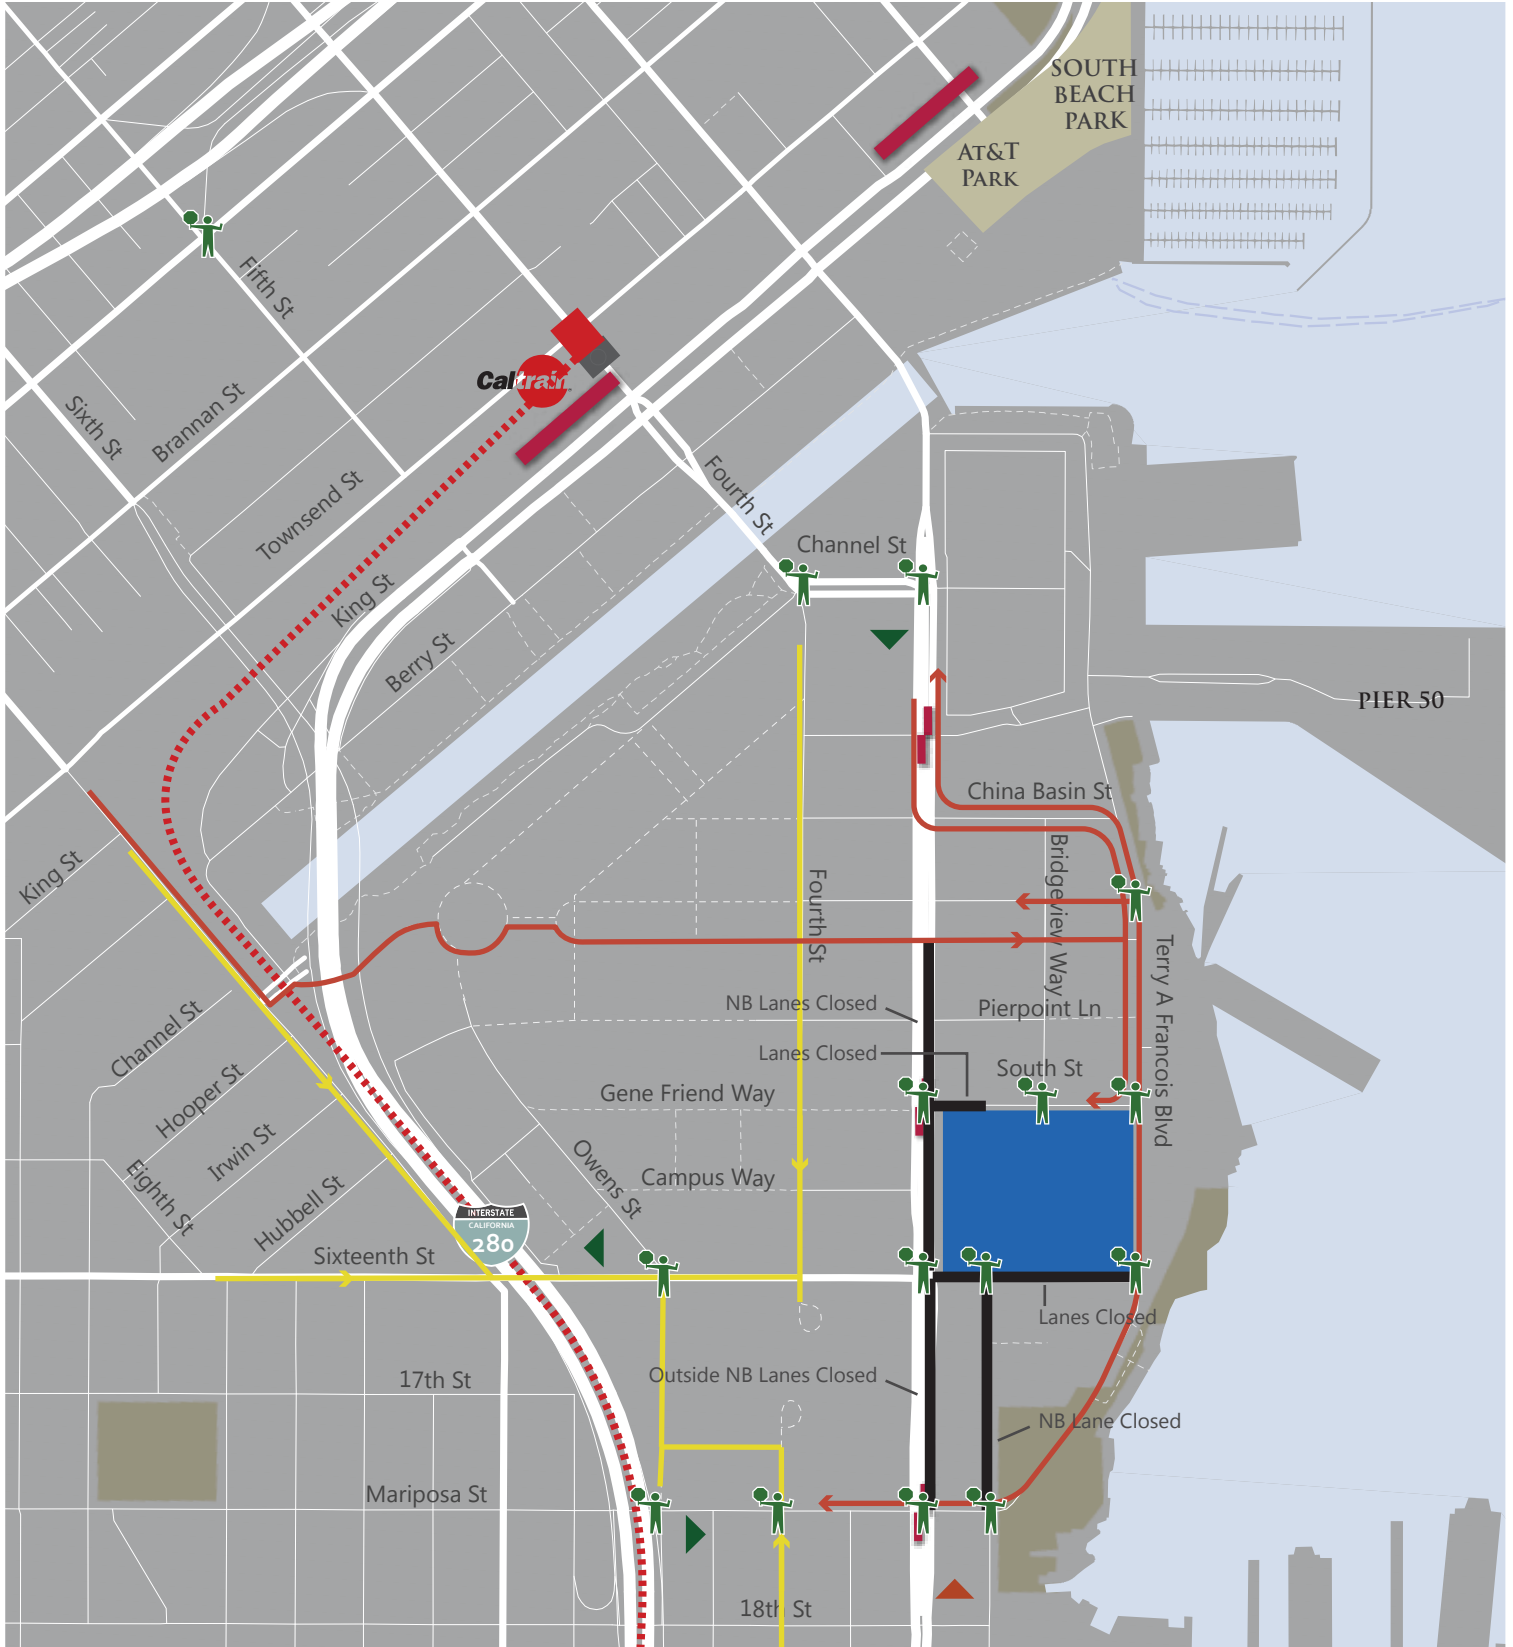 SOUTH
BEACH
PARK
AT&T
PARK
Fifth St
Caltrain
Sixth St
Brannan St
Townsend St
Fourth St
Channel St
King St
Berry St
PIER 50
China Basin St
Bridgeview Way
King St
Fourth St
Terry A Francois Blvd
NB Lanes Closed
Pierpoint Ln
Channel St
Lanes Closed
South St
Hooper St
Gene Friend Way
Irwin St
Owens St
Eighth St
Campus Way
Hubbell St
INTERSTATE
CALIFORNIA
280
Sixteenth St
Lanes Closed
17th St
Outside NB Lanes Closed
NB Lane Closed
Mariposa St
18th St